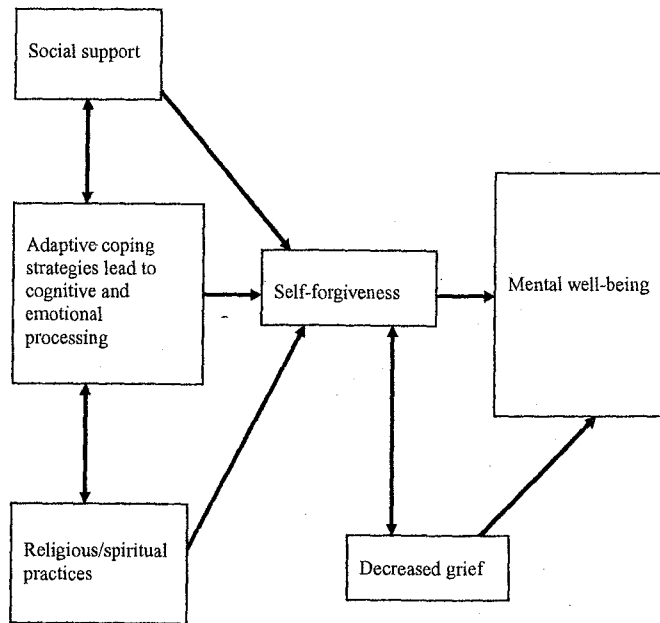 Social support
Adaptive coping
strategies lead to
cognitive and
emotional
processing
Self-forgiveness
Mental well-being
Religious/spiritual
practices
Decreased grief